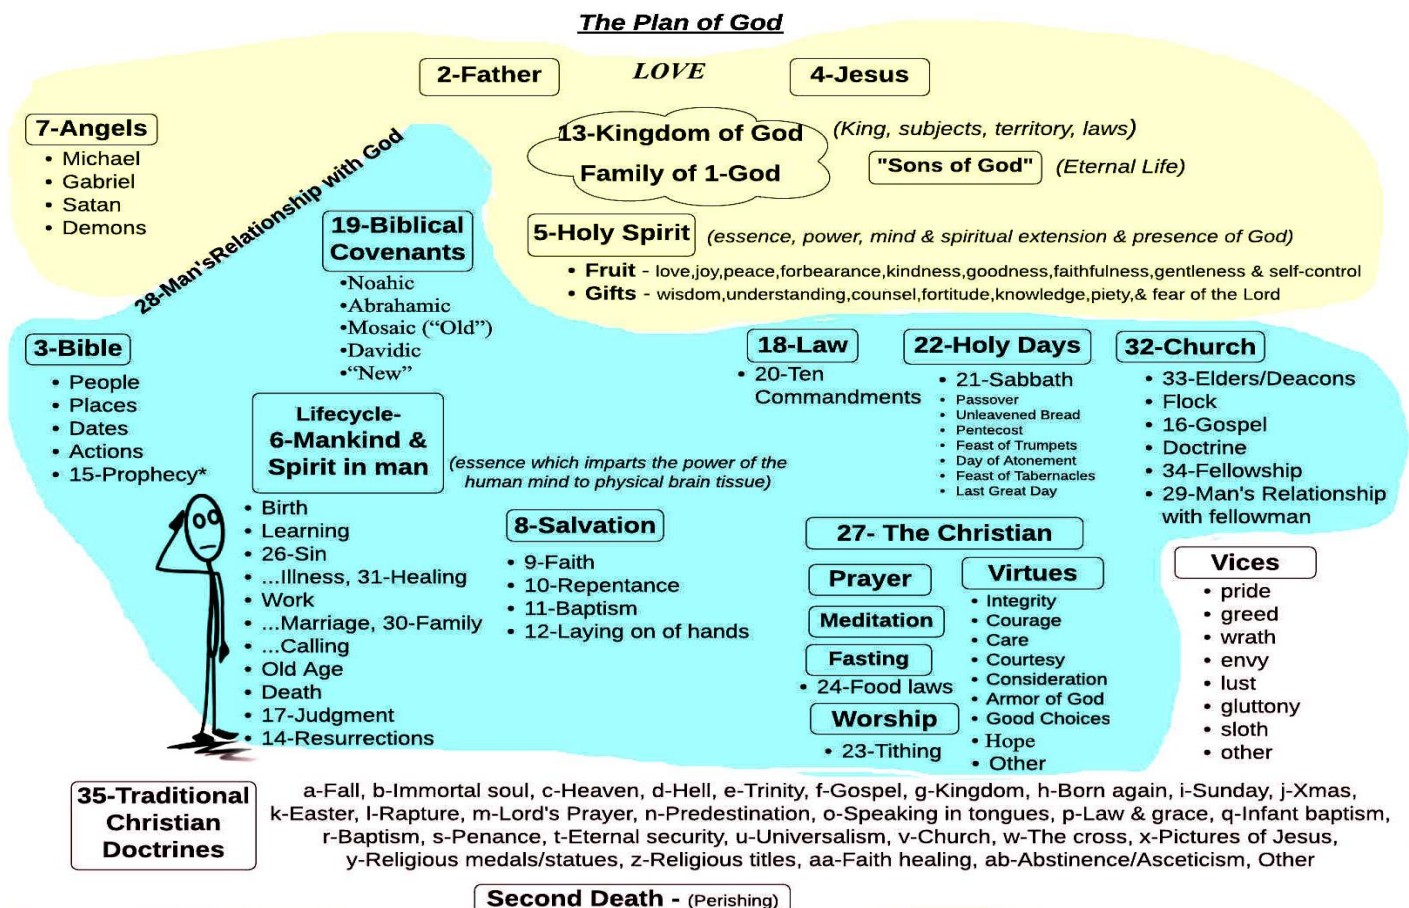 The Plan of God
2-Father
LOVE
4-Jesus
7-Angels
• Michael
• Gabriel
• Satan
• Demons
13-Kingdom of God
Family of 1-God
(King, subjects, territory, laws)
"Sons of God" (Eternal Life)
28-Man'sRelationship with God
19-Biblical
Covenants
•Noahic
•Abrahamic
•Mosaic (“Old”)
•Davidic
•“New”
5-Holy Spirit (essence, power, mind & spiritual extension & presence of God)
• Fruit - love,joy,peace,forbearance,kindness,goodness,faithfulness,gentleness & self-control
• Gifts - wisdom,understanding,counsel,fortitude,knowledge,piety,& fear of the Lord
3-Bible
• People
• Places
• Dates
• Actions
• 15-Prophecy*
Lifecycle-
6-Mankind &
Spirit in man
(essence which imparts the power of the
human mind to physical brain tissue)
• Birth
• Learning
• 26-Sin
• ...Illness, 31-Healing
• Work
• ...Marriage, 30-Family
• ...Calling
• Old Age
• Death
• 17-Judgment
• 14-Resurrections
8-Salvation
• 9-Faith
• 10-Repentance
• 11-Baptism
• 12-Laying on of hands
18-Law
• 20-Ten
Commandments
22-Holy Days
• 21-Sabbath
• Passover
• Unleavened Bread
• Pentecost
• Feast of Trumpets
• Day of Atonement
• Feast of Tabernacles
• Last Great Day
32-Church
• 33-Elders/Deacons
• Flock
• 16-Gospel
• Doctrine
• 34-Fellowship
• 29-Man's Relationship
with fellowman
27- The Christian
Prayer
Meditation
Fasting
• 24-Food laws
Worship
• 23-Tithing
Virtues
• Integrity
• Courage
• Care
• Courtesy
• Consideration
• Armor of God
• Good Choices
• Hope
• Other
Vices
• pride
• greed
• wrath
• envy
• lust
• gluttony
• sloth
• other
35-Traditional
Christian
Doctrines
a-Fall, b-Immortal soul, c-Heaven, d-Hell, e-Trinity, f-Gospel, g-Kingdom, h-Born again, i-Sunday, j-Xmas,
k-Easter, l-Rapture, m-Lord's Prayer, n-Predestination, o-Speaking in tongues, p-Law & grace, q-Infant baptism,
r-Baptism, s-Penance, t-Eternal security, u-Universalism, v-Church, w-The cross, x-Pictures of Jesus,
y-Religious medals/statues, z-Religious titles, aa-Faith healing, ab-Abstinence/Asceticism, Other
Second Death - (Perishing)